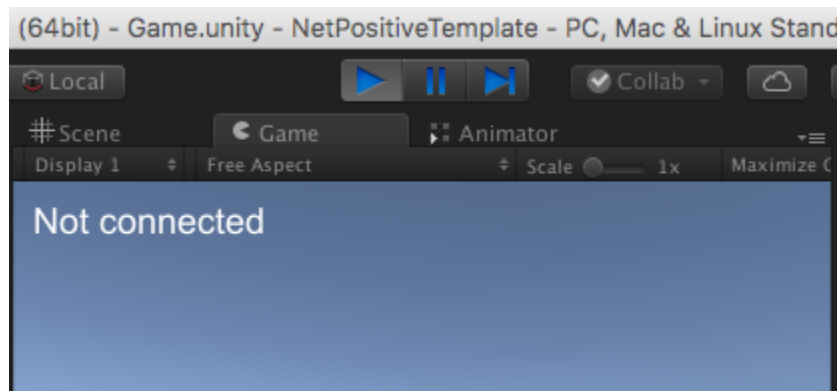 (64bit) - Game.unity - NetPositiveTemplate - PC, Mac & Linux Stand
Local Collab
Scene Game Animator
Display 1 Free Aspect Scale 1x Maximize
Not connected